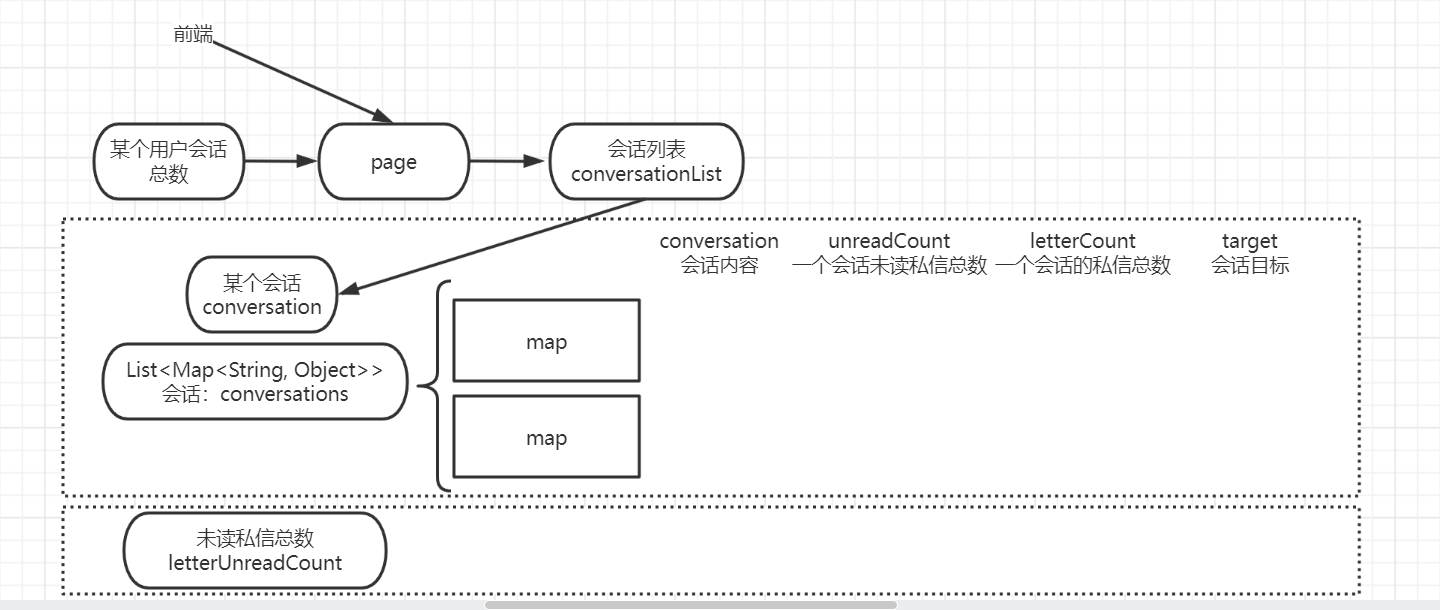 前端
某个用户会话
总数
page
会话列表
conversationList
conversation
会话内容
unreadCount
一个会话未读私信总数
letterCount
一个会话的私信总数
target
会话目标
某个会话
conversation
List<Map<String, Object>>
会话：conversations
map
map
未读私信总数
letterUnreadCount